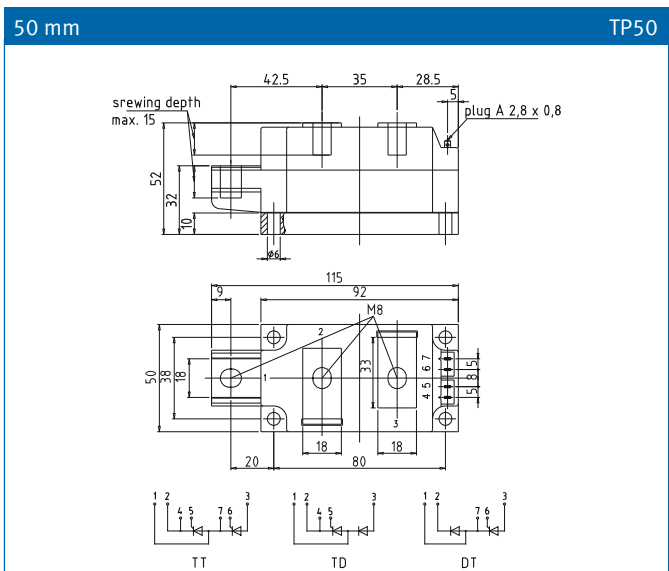 50 mm TP50
42.5 35 28.5
5
srewing depth
max. 15
plug A 2,8 x 0,8
52
32
10
ø6
115
9 92
M8
50
38
18
1
2
33
3
7
6
5
4
5
8
5
18 18
20 80
1 2 4 5 7 6 3
1 2 4 5 3
1 2 7 6 3
TT TD DT